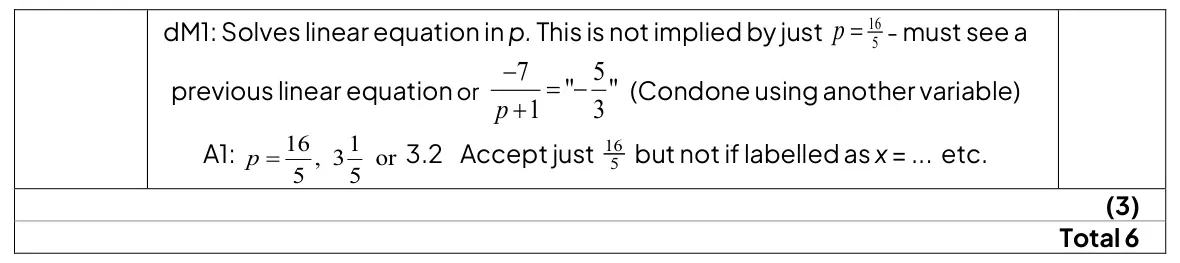 dM1: Solves linear equation in p. This is not implied by just p = 16/5 - must see a
previous linear equation or −7/(p+1) = "−5/3" (Condone using another variable)
A1: p = 16/5, 3 1/5 or 3.2 Accept just 16/5 but not if labelled as x = ... etc.
(3)
Total 6